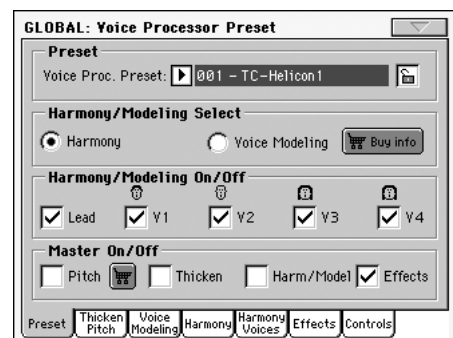 GLOBAL: Voice Processor Preset
Preset
Voice Proc. Preset: 001 - TC-Helicon1
Harmony/Modeling Select
Harmony Voice Modeling Buy info
Harmony/Modeling On/Off
Lead V1 V2 V3 V4
Master On/Off
Pitch Thicken Harm/Model Effects
Preset Thicken Pitch Voice Modeling Harmony Harmony Voices Effects Controls